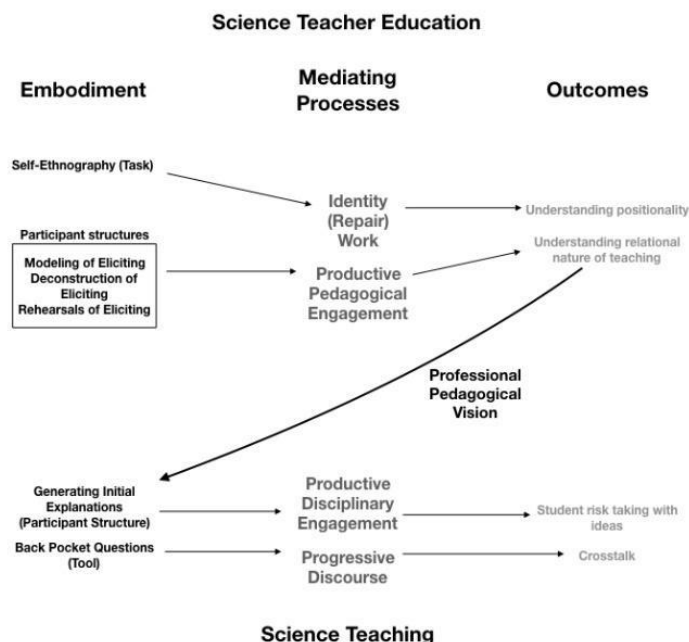 Science Teacher Education
Embodiment
Mediating
Processes
Outcomes
Self-Ethnography (Task)
Identity
(Repair)
Work
Understanding positionality
Participant structures
Modeling of Eliciting
Deconstruction of
Eliciting
Rehearsals of Eliciting
Productive
Pedagogical
Engagement
Understanding relational
nature of teaching
Professional
Pedagogical
Vision
Generating Initial
Explanations
(Participant Structure)
Productive
Disciplinary
Engagement
Student risk taking with
ideas
Back Pocket Questions
(Tool)
Progressive
Discourse
Crosstalk
Science Teaching